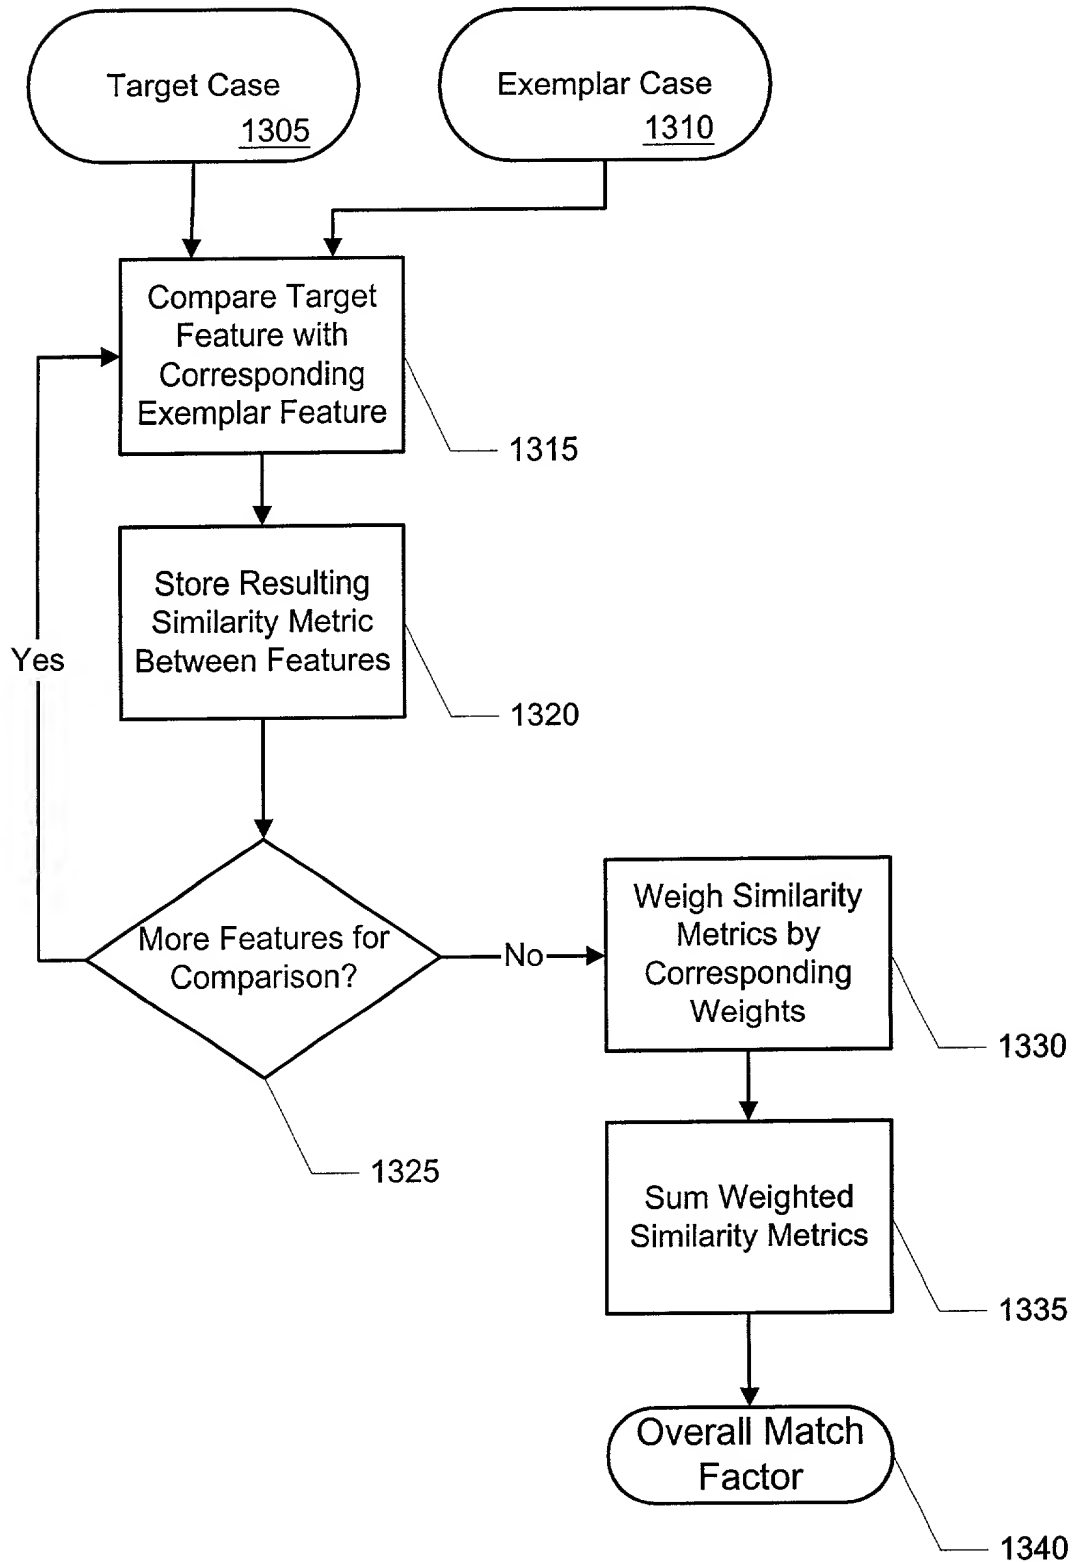 Target Case
1305
Exemplar Case
1310
Compare Target
Feature with
Corresponding
Exemplar Feature
1315
Store Resulting
Similarity Metric
Between Features
1320
Yes
More Features for
Comparison?
1325
No
Weigh Similarity
Metrics by
Corresponding
Weights
1330
Sum Weighted
Similarity Metrics
1335
Overall Match
Factor
1340